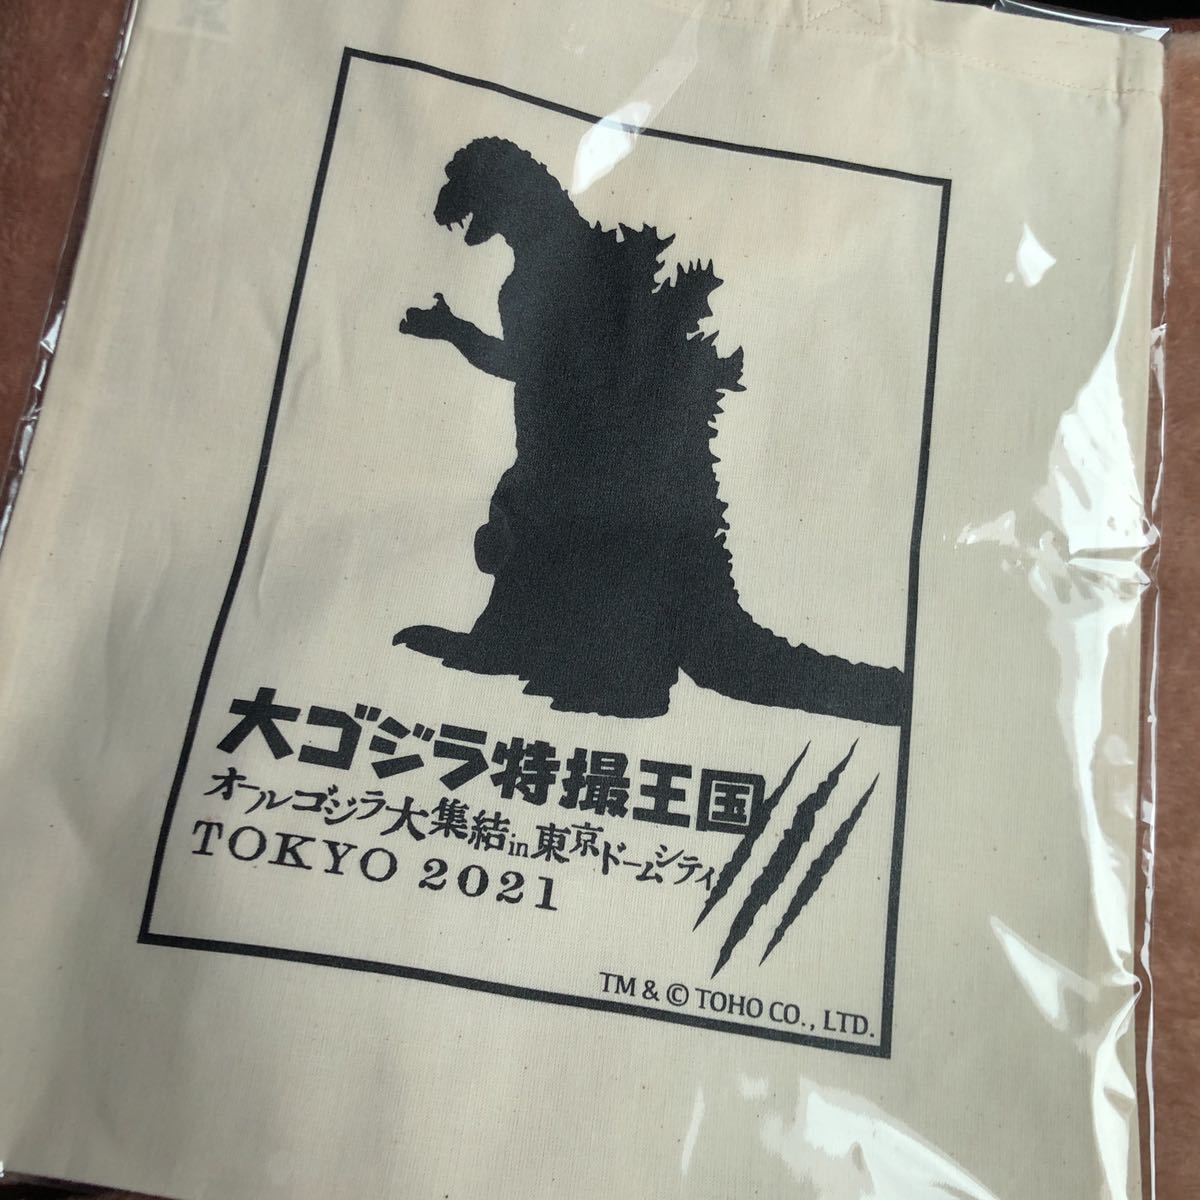 大ゴジラ特撮王国
オールゴジラ大集結in東京ドームシティ
TOKYO 2021
TM & © TOHO CO., LTD.